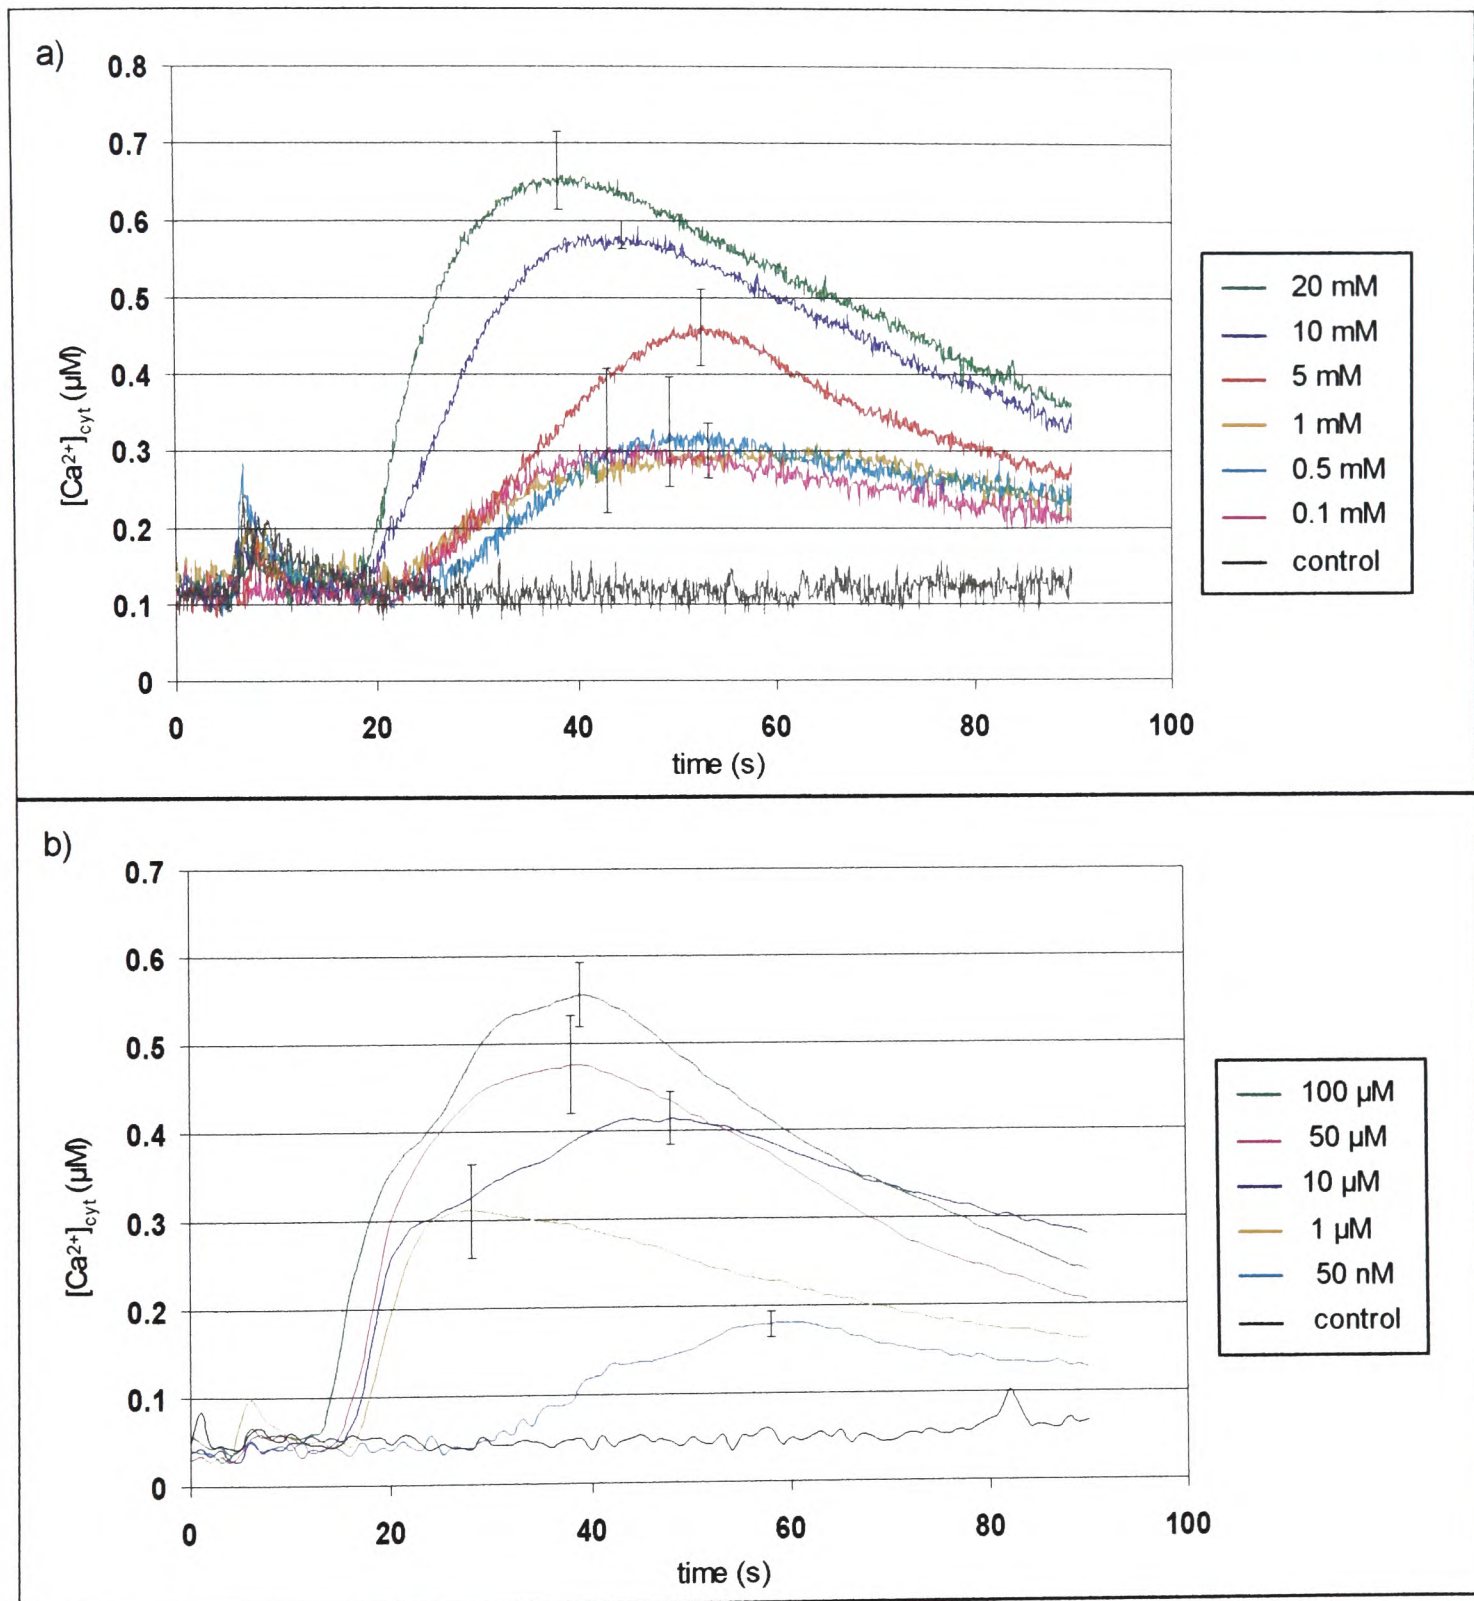 a)
0.8
0.7
0.6
0.5
0.4
0.3
0.2
0.1
0
[Ca²⁺]cyt (µM)
0 20 40 60 80 100
time (s)
20 mM
10 mM
5 mM
1 mM
0.5 mM
0.1 mM
control
b)
0.7
0.6
0.5
0.4
0.3
0.2
0.1
0
[Ca²⁺]cyt (µM)
0 20 40 60 80 100
time (s)
100 µM
50 µM
10 µM
1 µM
50 nM
control